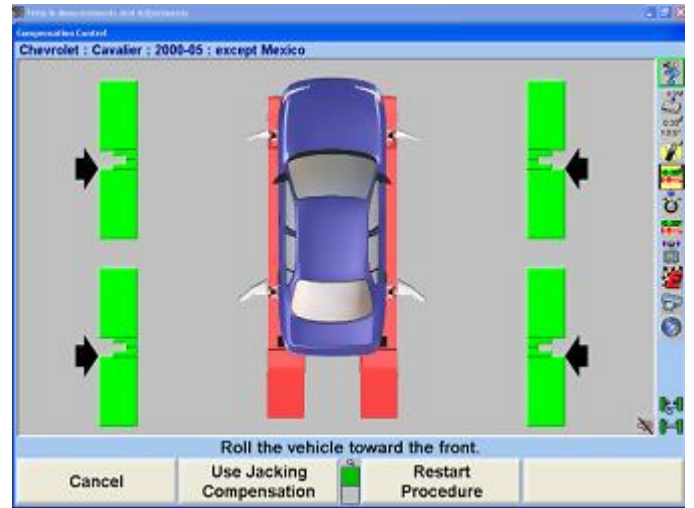 Compensation Control
Chevrolet : Cavalier : 2000-05 : except Mexico
Roll the vehicle toward the front.
Cancel
Use Jacking
Compensation
Restart
Procedure